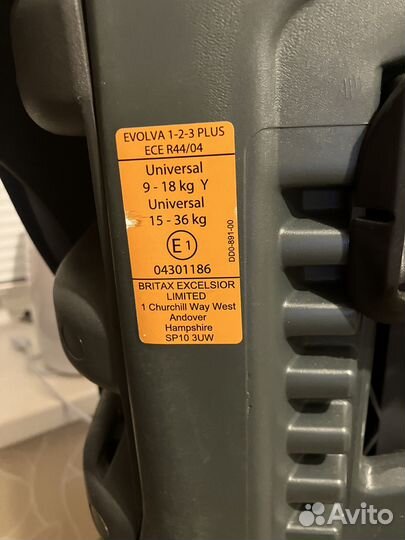 EVOLVA 1-2-3 PLUS
ECE R44/04
Universal
9 - 18 kg Y
Universal
15 - 36 kg
E1
04301186
DD0-891-00
BRITAX EXCELSIOR
LIMITED
1 Churchill Way West
Andover
Hampshire
SP10 3UW
Avito